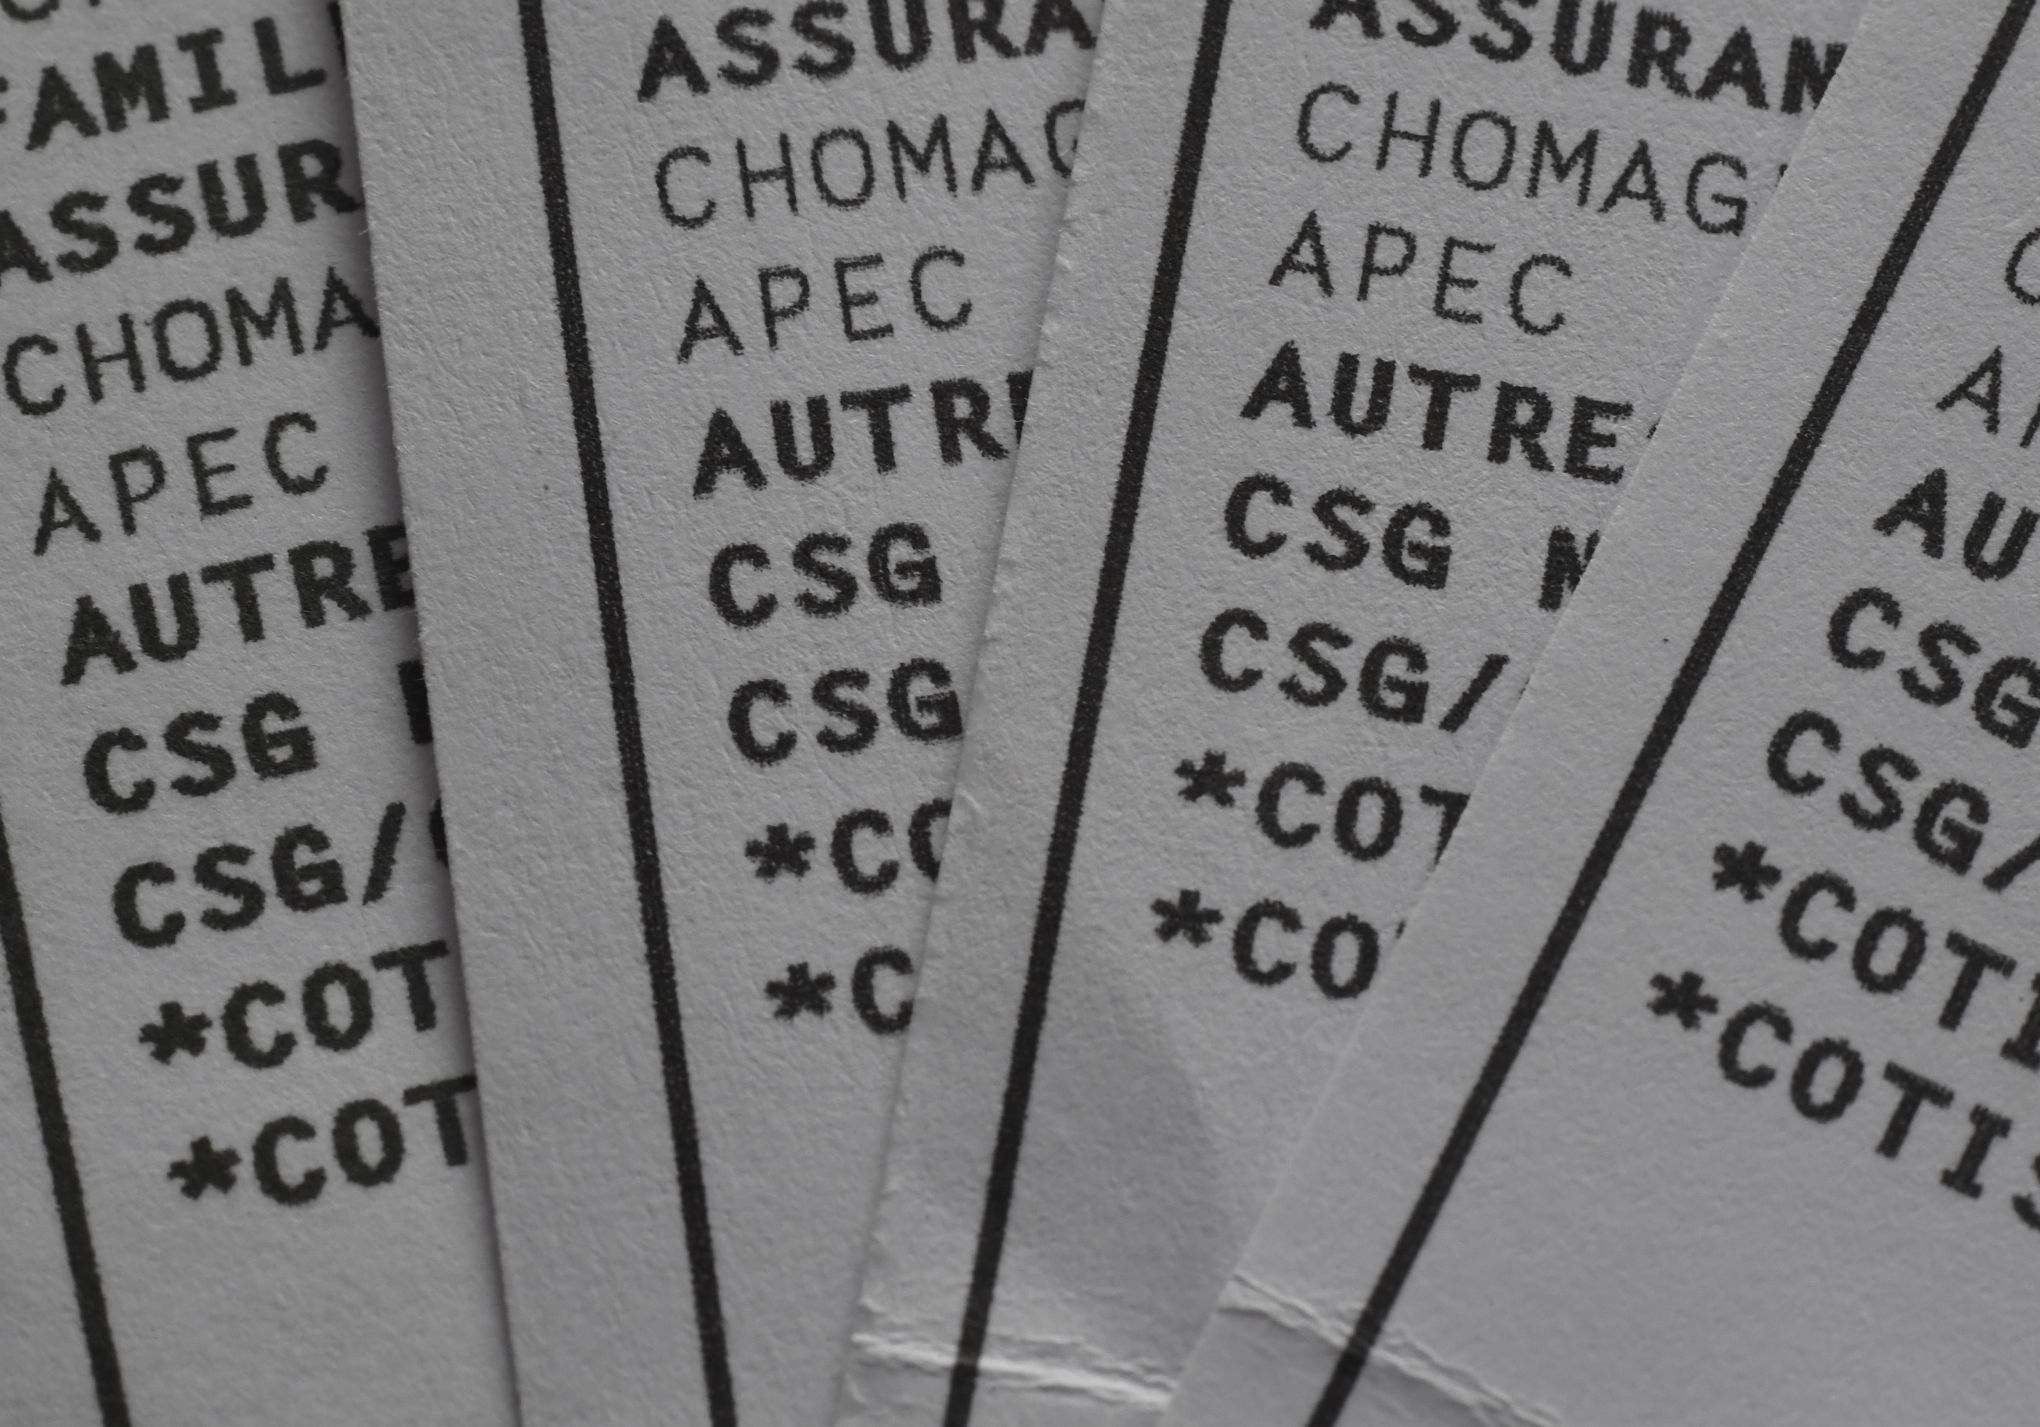 FAMIL
ASSUR
CHOMA
APEC
AUTRE
CSG
CSG/
*COT
*COT
ASSURA
CHOMAG
APEC
AUTR
CSG
CSG
*CO
*C
ASSURAN
CHOMAG
APEC
AUTRE
CSG N
CSG/
*COT
*CO
AU
CSG
CSG/
*COTI
*COTIS